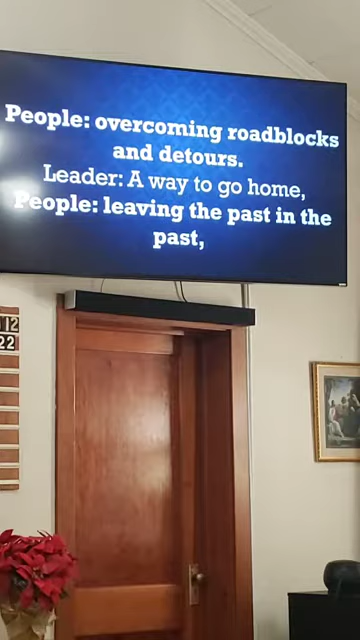 People: overcoming roadblocks
and detours.
Leader: A way to go home,
People: leaving the past in the
past,
12
22